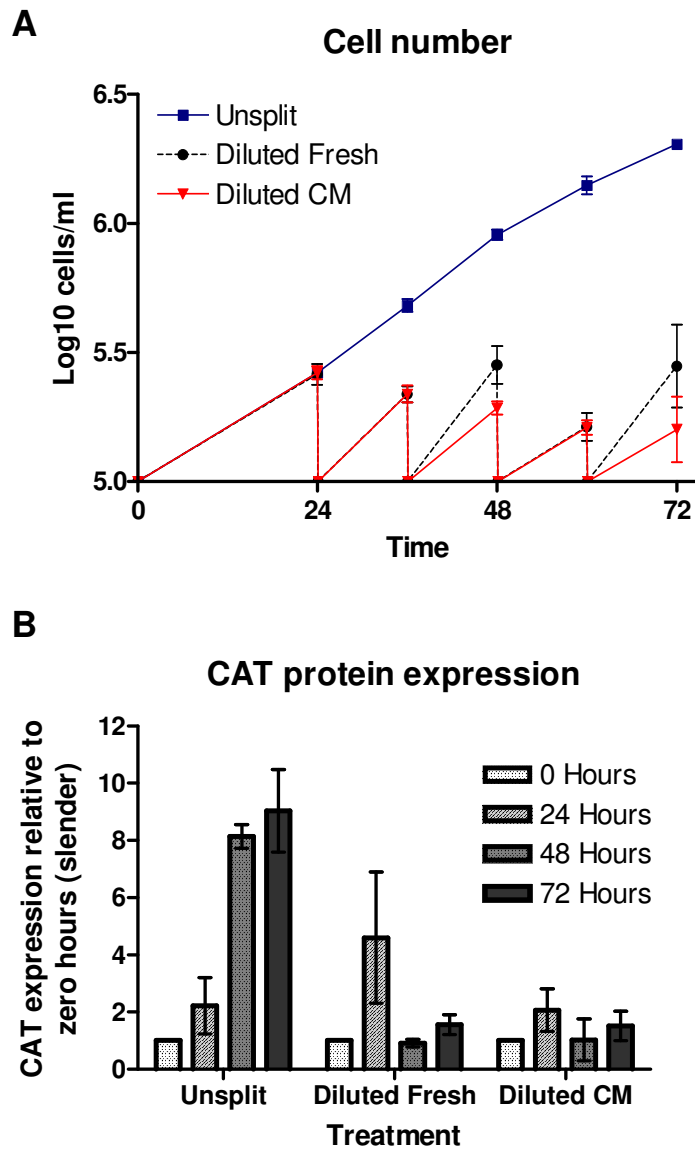 A
Cell number
6.5
6.0
5.5
5.0
Log10 cells/ml
Unsplit
Diluted Fresh
Diluted CM
0
24
48
72
Time
B
CAT protein expression
12
10
8
6
4
2
0
CAT expression relative to
zero hours (slender)
0 Hours
24 Hours
48 Hours
72 Hours
Unsplit
Diluted Fresh
Diluted CM
Treatment